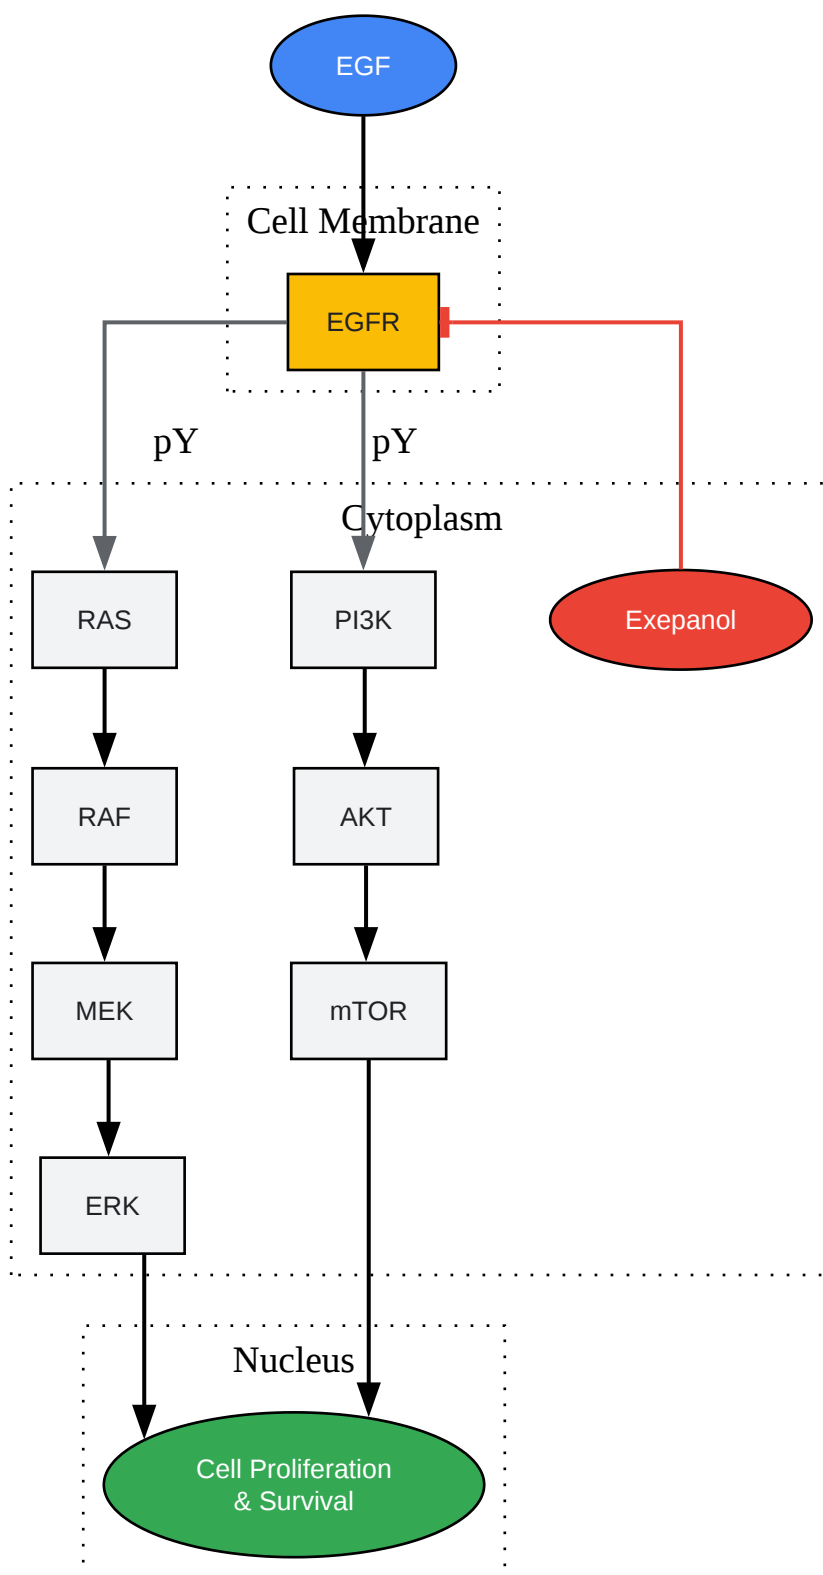 EGF
Cell Membrane
EGFR
pY
pY
Cytoplasm
RAS
PI3K
Exepanol
RAF
AKT
MEK
mTOR
ERK
Nucleus
Cell Proliferation
& Survival